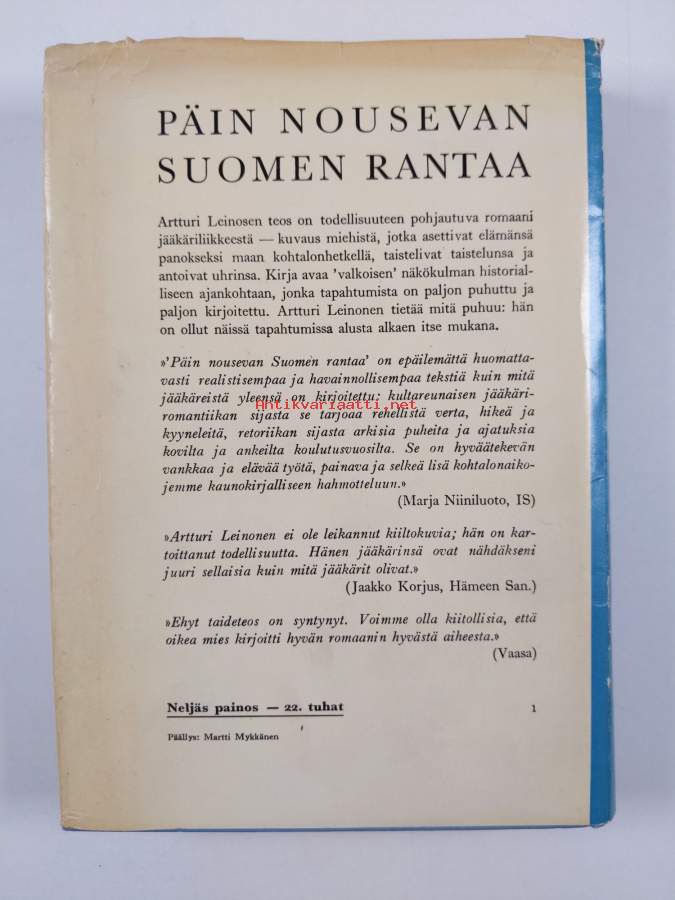 PÄIN NOUSEVAN
SUOMEN RANTAA
Artturi Leinosen teos on todellisuuteen pohjautuva romaani
jääkäriliikkeestä — kuvaus miehistä, jotka asettivat elämänsä
panokseksi maan kohtalonhetkellä, taistelivat taistelunsa ja
antoivat uhrinsa. Kirja avaa 'valkoisen' näkökulman historial-
liseen ajankohtaan, jonka tapahtumista on paljon puhuttu ja
paljon kirjoitettu. Artturi Leinonen tietää mitä puhuu: hän
on ollut näissä tapahtumissa alusta alkaen itse mukana.
»'Päin nousevan Suomen rantaa' on epäilemättä huomatta-
vasti realistisempaa ja havainnollisempaa tekstiä kuin mitä
jääkäreistä yleensä on kirjoitettu: kultareunaisen jääkäri-
Antikvariaatti.net
romantiikan sijasta se tarjoaa rehellistä verta, hikeä ja
kyyneleitä, retoriikan sijasta arkisia puheita ja ajatuksia
kovilta ja ankeilta koulutusvuosilta. Se on hyväätekevän
vankkaa ja elävää työtä, painava ja selkeä lisä kohtalonaiko-
jemme kaunokirjalliseen hahmotteluun.»
(Marja Niiniluoto, IS)
»Artturi Leinonen ei ole leikannut kiiltokuvia; hän on kar-
toittanut todellisuutta. Hänen jääkärinsä ovat nähdäkseni
juuri sellaisia kuin mitä jääkärit olivat.»
(Jaakko Korjus, Hämeen San.)
»Ehyt taideteos on syntynyt. Voimme olla kiitollisia, että
oikea mies kirjoitti hyvän romaanin hyvästä aiheesta.»
(Vaasa)
Neljäs painos — 22. tuhat 1
Päällys: Martti Mykkänen